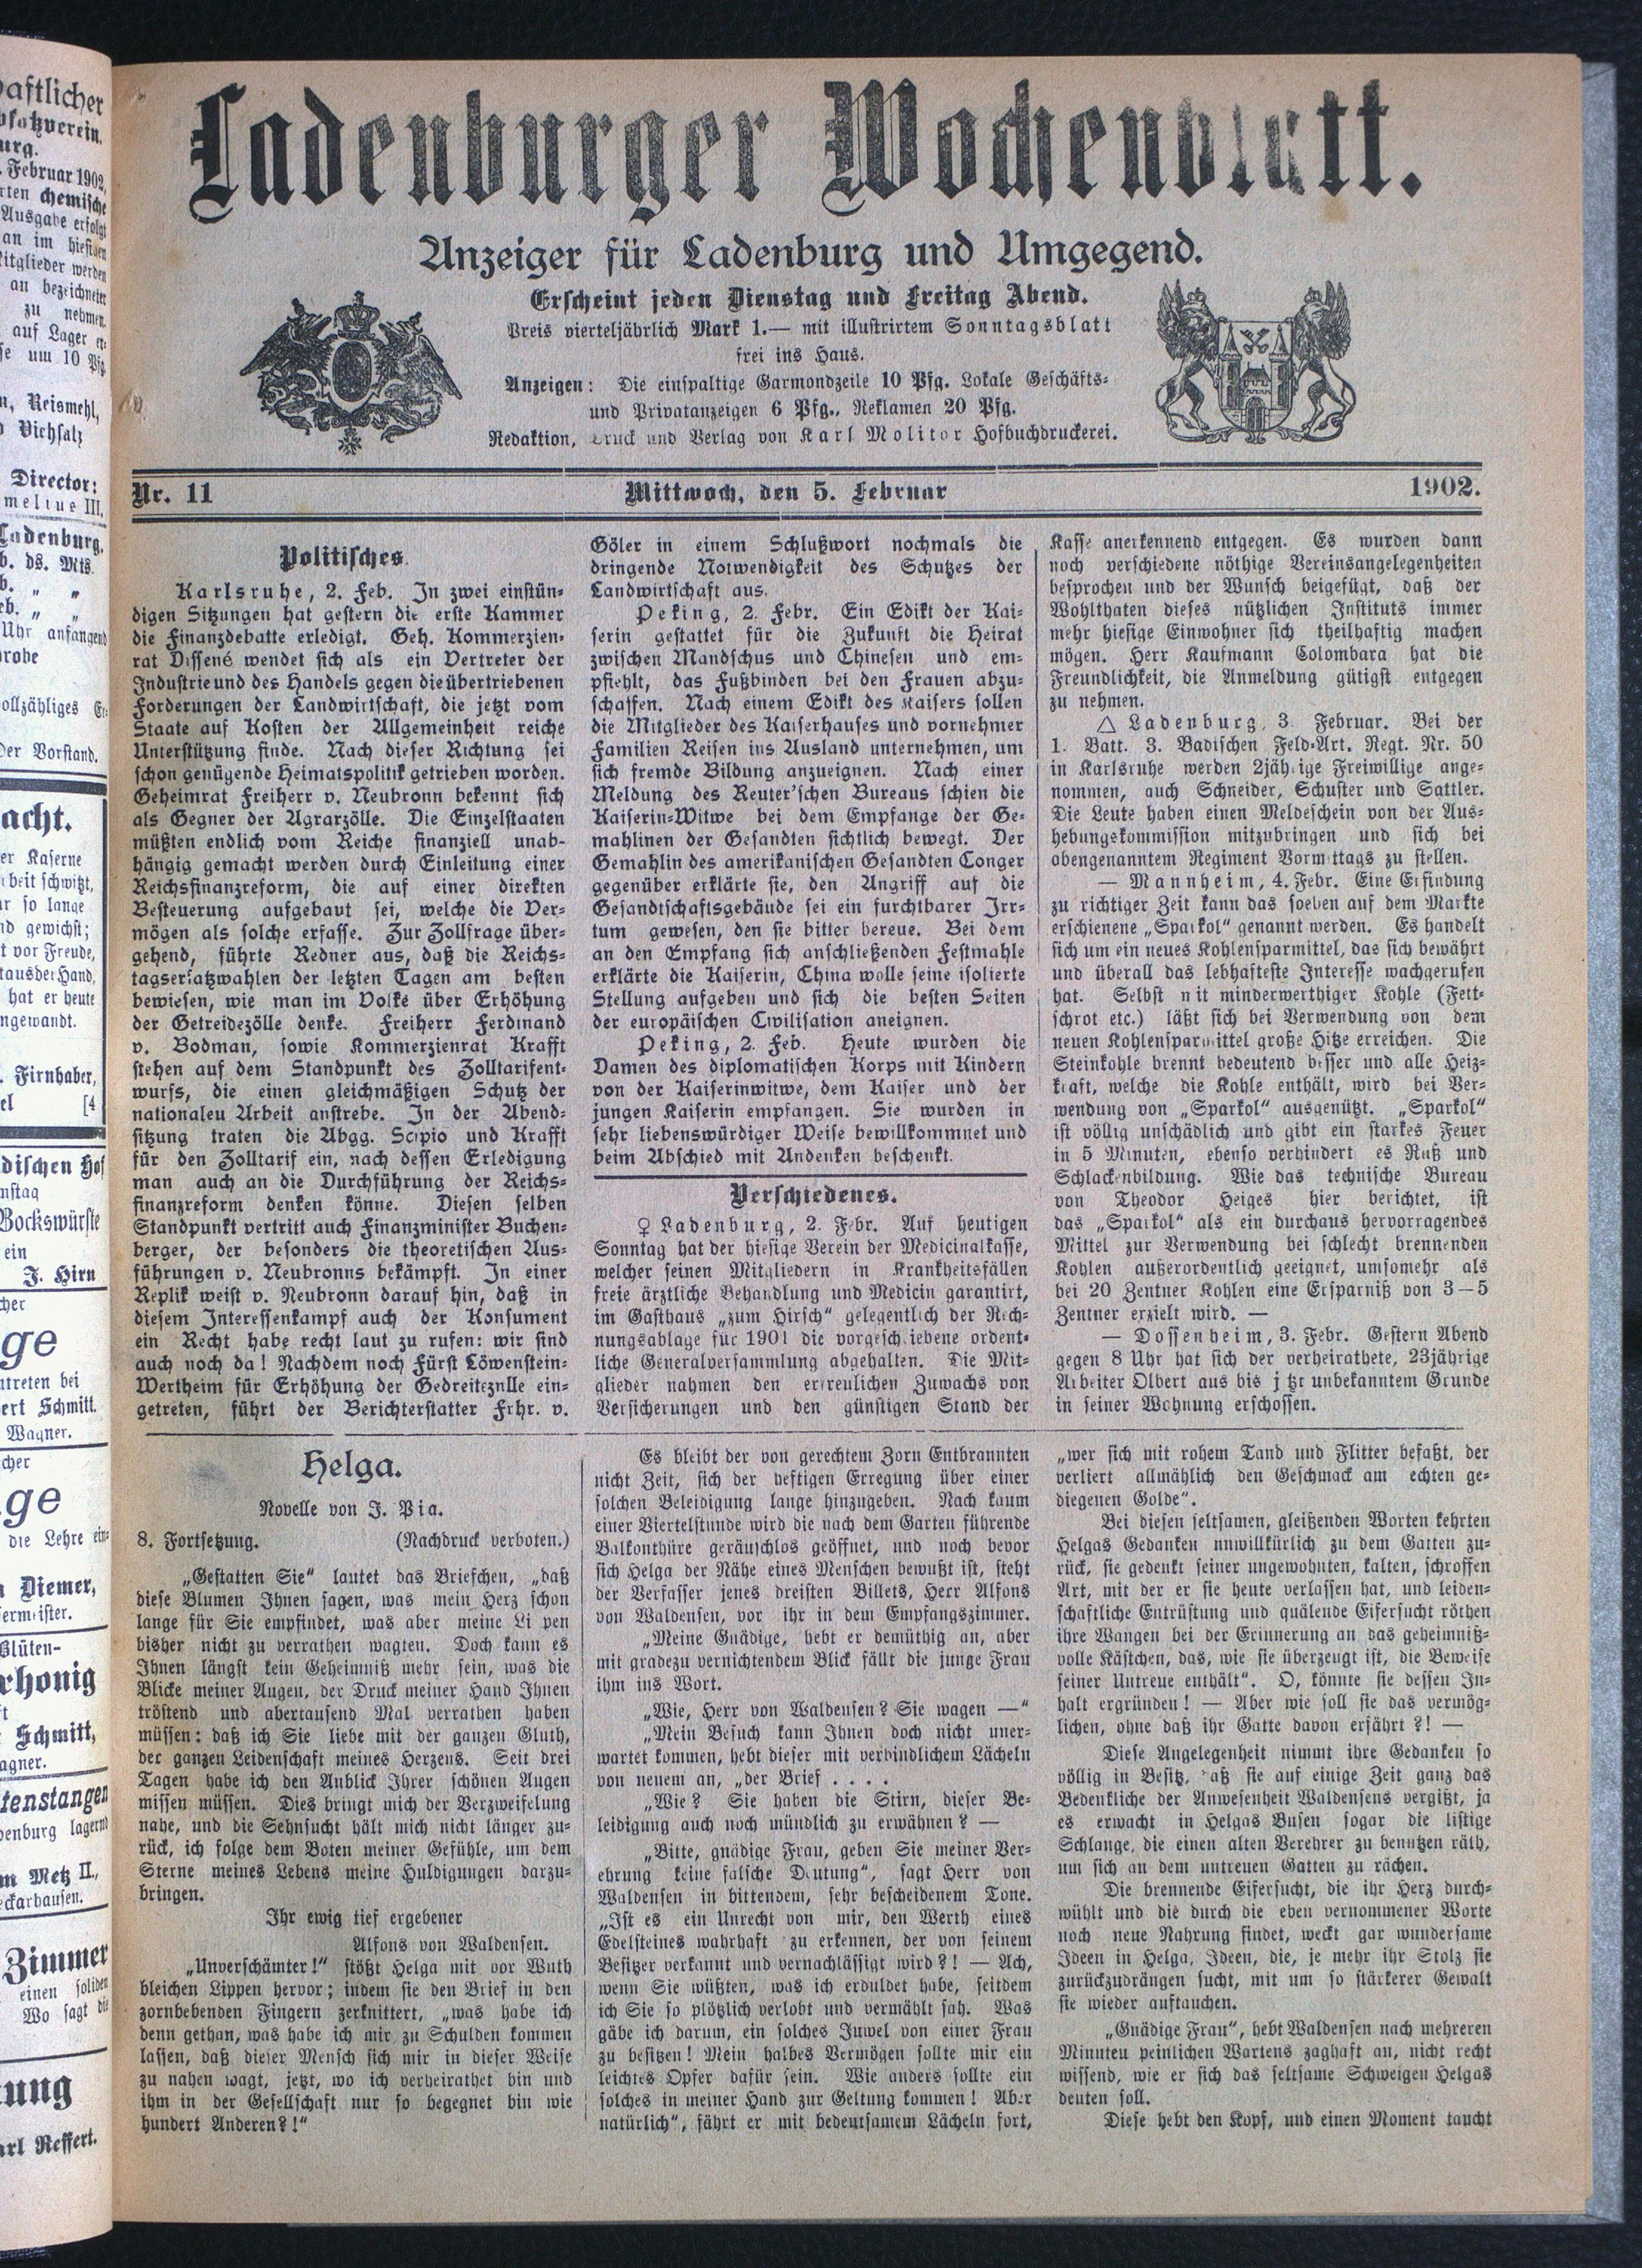 Ladenburger Wochenblatt.
Anzeiger für Ladenburg und Umgegend.
Erscheint jeden Dienstag und Freitag Abend.
Preis vierteljährlich Mark 1.— mit illustrirtem Sonntagsblatt
frei ins Haus.
Anzeigen: Die einspaltige Garmondzeile 10 Pfg. Lokale Geschäfts-
und Privatanzeigen 6 Pfg., Reklamen 20 Pfg.
Redaktion, Druck und Verlag von Karl Molitor Hofbuchdruckerei.
Nr. 11 Mittwoch, den 5. Februar 1902.
Politisches.
Karlsruhe, 2. Feb. In zwei einstün-
digen Sitzungen hat gestern die erste Kammer
die Finanzdebatte erledigt. Geh. Kommerzien-
rat Dissené wendet sich als ein Vertreter der
Industrie und des Handels gegen die übertriebenen
Forderungen der Landwirtschaft, die jetzt vom
Staate auf Kosten der Allgemeinheit reiche
Unterstützung finde. Nach dieser Richtung sei
schon genügende Heimatspolitik getrieben worden.
Geheimrat Freiherr v. Neubronn bekennt sich
als Gegner der Agrarzölle. Die Einzelstaaten
müßten endlich vom Reiche finanziell unab-
hängig gemacht werden durch Einleitung einer
Reichsfinanzreform, die auf einer direkten
Besteuerung aufgebaut sei, welche die Ver-
mögen als solche erfasse. Zur Zollfrage über-
gehend, führte Redner aus, daß die Reichs-
tagsersatzwahlen der letzten Tagen am besten
bewiesen, wie man im Volke über Erhöhung
der Getreidezölle denke. Freiherr Ferdinand
v. Bodman, sowie Kommerzienrat Krafft
stehen auf dem Standpunkt des Zolltarifent-
wurfs, die einen gleichmäßigen Schutz der
nationaleu Arbeit anstrebe. In der Abend-
sitzung traten die Abgg. Scipio und Krafft
für den Zolltarif ein, nach dessen Erledigung
man auch an die Durchführung der Reichs-
finanzreform denken könne. Diesen selben
Standpunkt vertritt auch Finanzminister Buchen-
berger, der besonders die theoretischen Aus-
führungen v. Neubronns bekämpft. In einer
Replik weist v. Neubronn darauf hin, daß in
diesem Interessenkampf auch der Konsument
ein Recht habe recht laut zu rufen: wir sind
auch noch da! Nachdem noch Fürst Löwenstein-
Wertheim für Erhöhung der Gedreiteznlle ein-
getreten, führt der Berichterstatter Frhr. v.
Göler in einem Schlußwort nochmals die
dringende Notwendigkeit des Schutzes der
Landwirtschaft aus.
Peking, 2. Febr. Ein Edikt der Kai-
serin gestattet für die Zukunft die Heirat
zwischen Mandschus und Chinesen und em-
pfiehlt, das Fußbinden bei den Frauen abzu-
schaffen. Nach einem Edikt des Kaisers sollen
die Mitglieder des Kaiserhauses und vornehmer
Familien Reisen ins Ausland unternehmen, um
sich fremde Bildung anzueignen. Nach einer
Meldung des Reuter'schen Bureaus schien die
Kaiserin-Witwe bei dem Empfange der Ge-
mahlinen der Gesandten sichtlich bewegt. Der
Gemahlin des amerikanischen Gesandten Conger
gegenüber erklärte sie, den Angriff auf die
Gesandtschaftsgebäude sei ein furchtbarer Irr-
tum gewesen, den sie bitter bereue. Bei dem
an den Empfang sich anschließenden Festmahle
erklärte die Kaiserin, China wolle seine isolierte
Stellung aufgeben und sich die besten Seiten
der europäischen Civilisation aneignen.
Peking, 2. Feb. Heute wurden die
Damen des diplomatischen Korps mit Kindern
von der Kaiserinwitwe, dem Kaiser und der
jungen Kaiserin empfangen. Sie wurden in
sehr liebenswürdiger Weise bewillkommnet und
beim Abschied mit Andenken beschenkt.
Verschiedenes.
♀ Ladenburg, 2. Febr. Auf heutigen
Sonntag hat der hiesige Verein der Medicinalkasse,
welcher seinen Mitgliedern in Krankheitsfällen
freie ärztliche Behandlung und Medicin garantirt,
im Gasthaus „zum Hirsch“ gelegentlich der Rech-
nungsablage für 1901 die vorgeschriebene ordent-
liche Generalversammlung abgehalten. Die Mit-
glieder nahmen den erfreulichen Zuwachs von
Versicherungen und den günstigen Stand der
Kasse anerkennend entgegen. Es wurden dann
noch verschiedene nöthige Vereinsangelegenheiten
besprochen und der Wunsch beigefügt, daß der
Wohlthaten dieses nützlichen Instituts immer
mehr hiesige Einwohner sich theilhaftig machen
mögen. Herr Kaufmann Colombara hat die
Freundlichkeit, die Anmeldung gütigst entgegen
zu nehmen.
△ Ladenburg, 3. Februar. Bei der
1. Batt. 3. Badischen Feld-Art. Regt. Nr. 50
in Karlsruhe werden 2jährige Freiwillige ange-
nommen, auch Schneider, Schuster und Sattler.
Die Leute haben einen Meldeschein von der Aus-
hebungskommission mitzubringen und sich bei
obengenanntem Regiment Vormittags zu stellen.
— Mannheim, 4. Febr. Eine Erfindung
zu richtiger Zeit kann das soeben auf dem Markte
erschienene „Sparkol“ genannt werden. Es handelt
sich um ein neues Kohlensparmittel, das sich bewährt
und überall das lebhafteste Interesse wachgerufen
hat. Selbst mit minderwerthiger Kohle (Fett-
schrot etc.) läßt sich bei Verwendung von dem
neuen Kohlensparmittel große Hitze erreichen. Die
Steinkohle brennt bedeutend besser und alle Heiz-
kraft, welche die Kohle enthält, wird bei Ver-
wendung von „Sparkol“ ausgenützt. „Sparkol“
ist völlig unschädlich und gibt ein starkes Feuer
in 5 Minuten, ebenso verhindert es Ruß und
Schlackenbildung. Wie das technische Bureau
von Theodor Heiges hier berichtet, ist
das „Sparkol“ als ein durchaus hervorragendes
Mittel zur Verwendung bei schlecht brennenden
Kohlen außerordentlich geeignet, umsomehr als
bei 20 Zentner Kohlen eine Ersparniß von 3—5
Zentner erzielt wird. —
— Dossenheim, 3. Febr. Gestern Abend
gegen 8 Uhr hat sich der verheirathete, 23jährige
Arbeiter Olbert aus bis jetzt unbekanntem Grunde
in seiner Wohnung erschossen.
Helga.
Novelle von J. Pia.
8. Fortsetzung. (Nachdruck verboten.)
„Gestatten Sie“ lautet das Briefchen, „daß
diese Blumen Ihnen sagen, was mein Herz schon
lange für Sie empfindet, was aber meine Lippen
bisher nicht zu verrathen wagten. Doch kann es
Ihnen längst kein Geheimniß mehr sein, was die
Blicke meiner Augen, der Druck meiner Hand Ihnen
tröstend und abertausend Mal verrathen haben
müssen: daß ich Sie liebe mit der ganzen Gluth,
der ganzen Leidenschaft meines Herzens. Seit drei
Tagen habe ich den Anblick Ihrer schönen Augen
missen müssen. Dies bringt mich der Verzweifelung
nahe, und die Sehnsucht hält mich nicht länger zu-
rück, ich folge dem Boten meiner Gefühle, um dem
Sterne meines Lebens meine Huldigungen darzu-
bringen.
Ihr ewig tief ergebener
Alfons von Waldensen.
„Unverschämter!“ stößt Helga mit vor Wuth
bleichen Lippen hervor; indem sie den Brief in den
zornbebenden Fingern zerknittert, „was habe ich
denn gethan, was habe ich mir zu Schulden kommen
lassen, daß dieser Mensch sich mir in dieser Weise
zu nahen wagt, jetzt, wo ich verheirathet bin und
ihm in der Gesellschaft nur so begegnet bin wie
hundert Anderen?!“
Es bleibt der von gerechtem Zorn Entbrannten
nicht Zeit, sich der heftigen Erregung über einer
solchen Beleidigung lange hinzugeben. Nach kaum
einer Viertelstunde wird die nach dem Garten führende
Balkonthüre geräuschlos geöffnet, und noch bevor
sich Helga der Nähe eines Menschen bewußt ist, steht
der Verfasser jenes dreisten Billets, Herr Alfons
von Waldensen, vor ihr in dem Empfangszimmer.
„Meine Gnädige, hebt er demüthig an, aber
mit gradezu vernichtendem Blick fällt die junge Frau
ihm ins Wort.
„Wie, Herr von Waldensen? Sie wagen —“
„Mein Besuch kann Ihnen doch nicht uner-
wartet kommen, hebt dieser mit verbindlichem Lächeln
von neuem an, „der Brief . . . .
„Wie? Sie haben die Stirn, dieser Be-
leidigung auch noch mündlich zu erwähnen? —
„Bitte, gnädige Frau, geben Sie meiner Ver-
ehrung keine falsche Deutung“, sagt Herr von
Waldensen in bittendem, sehr bescheidenem Tone.
„Ist es ein Unrecht von mir, den Werth eines
Edelsteines wahrhaft zu erkennen, der von seinem
Besitzer verkannt und vernachlässigt wird?! — Ach,
wenn Sie wüßten, was ich erduldet habe, seitdem
ich Sie so plötzlich verlobt und vermählt sah. Was
gäbe ich darum, ein solches Juwel von einer Frau
zu besitzen! Mein halbes Vermögen sollte mir ein
leichtes Opfer dafür sein. Wie anders sollte ein
solches in meiner Hand zur Geltung kommen! Aber
natürlich“, fährt er mit bedeutsamem Lächeln fort,
„wer sich mit rohem Tand und Flitter befaßt, der
verliert allmählich den Geschmack am echten ge-
diegenen Golde“.
Bei diesen seltsamen, gleißenden Worten kehrten
Helgas Gedanken unwillkürlich zu dem Gatten zu-
rück, sie gedenkt seiner ungewohnten, kalten, schroffen
Art, mit der er sie heute verlassen hat, und leiden-
schaftliche Entrüstung und quälende Eifersucht röthen
ihre Wangen bei der Erinnerung an das geheimniß-
volle Kästchen, das, wie sie überzeugt ist, die Beweise
seiner Untreue enthält“. O, könnte sie dessen In-
halt ergründen! — Aber wie soll sie das vermög-
lichen, ohne daß ihr Gatte davon erfährt?! —
Diese Angelegenheit nimmt ihre Gedanken so
völlig in Besitz, daß sie auf einige Zeit ganz das
Bedenkliche der Anwesenheit Waldensens vergißt, ja
es erwacht in Helgas Busen sogar die listige
Schlange, die einen alten Verehrer zu benutzen räth,
um sich an dem untreuen Gatten zu rächen.
Die brennende Eifersucht, die ihr Herz durch-
wühlt und die durch die eben vernommener Worte
noch neue Nahrung findet, weckt gar wundersame
Ideen in Helga, Ideen, die, je mehr ihr Stolz sie
zurückzudrängen sucht, mit um so stärkerer Gewalt
sie wieder auftauchen.
„Gnädige Frau“, hebt Waldensen nach mehreren
Minuteu peinlichen Wartens zaghaft an, nicht recht
wissend, wie er sich das seltsame Schweigen Helgas
deuten soll.
Diese hebt den Kopf, und einen Moment taucht